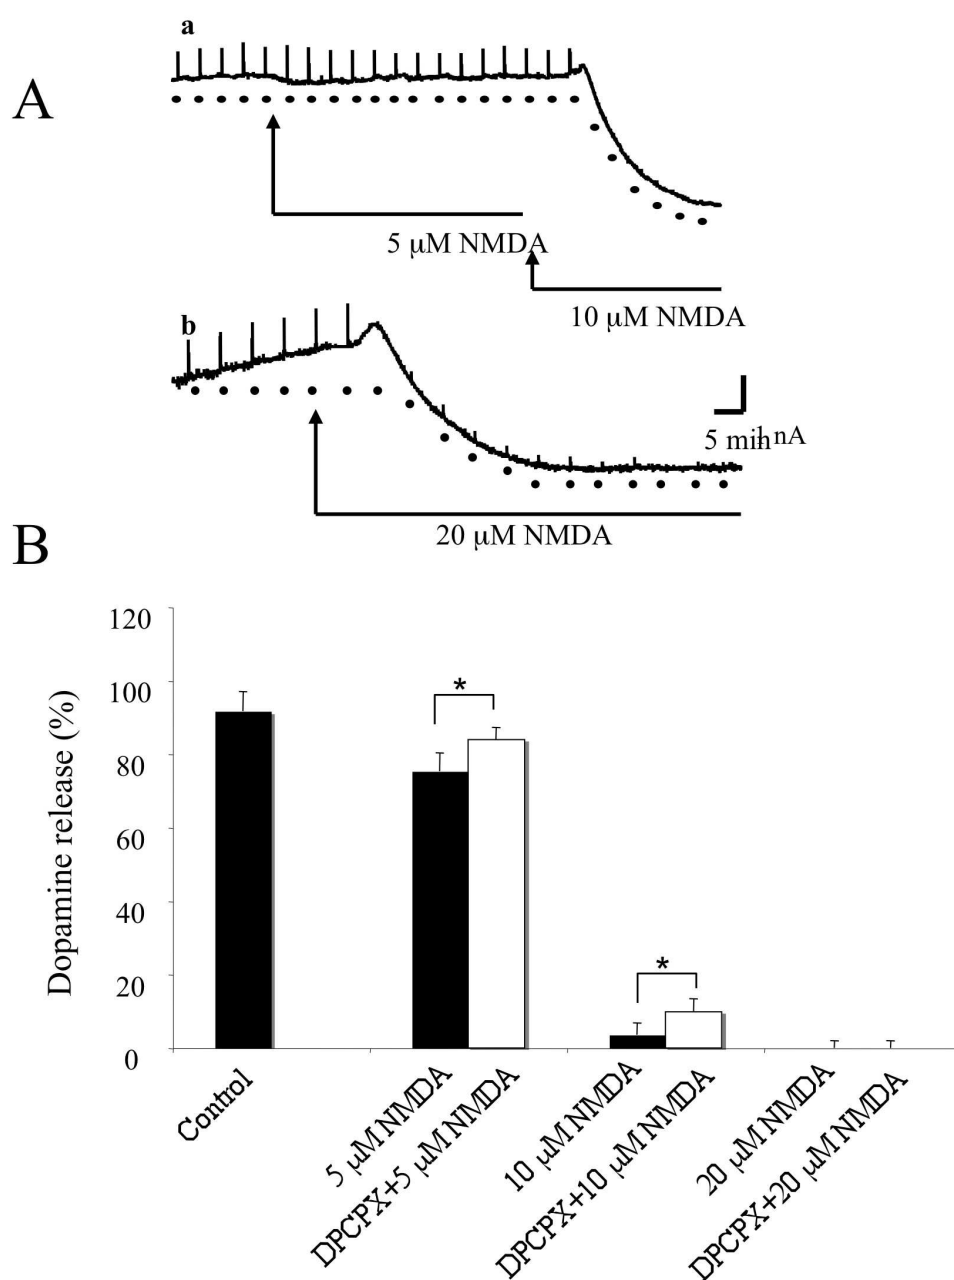 a
A
5 μM NMDA
10 μM NMDA
b
5 min
1 nA
20 μM NMDA
B
120
100
80
60
40
20
0
Dopamine release (%)
*
*
Control
5 μM NMDA
DPCPX+5 μM NMDA
10 μM NMDA
DPCPX+10 μM NMDA
20 μM NMDA
DPCPX+20 μM NMDA